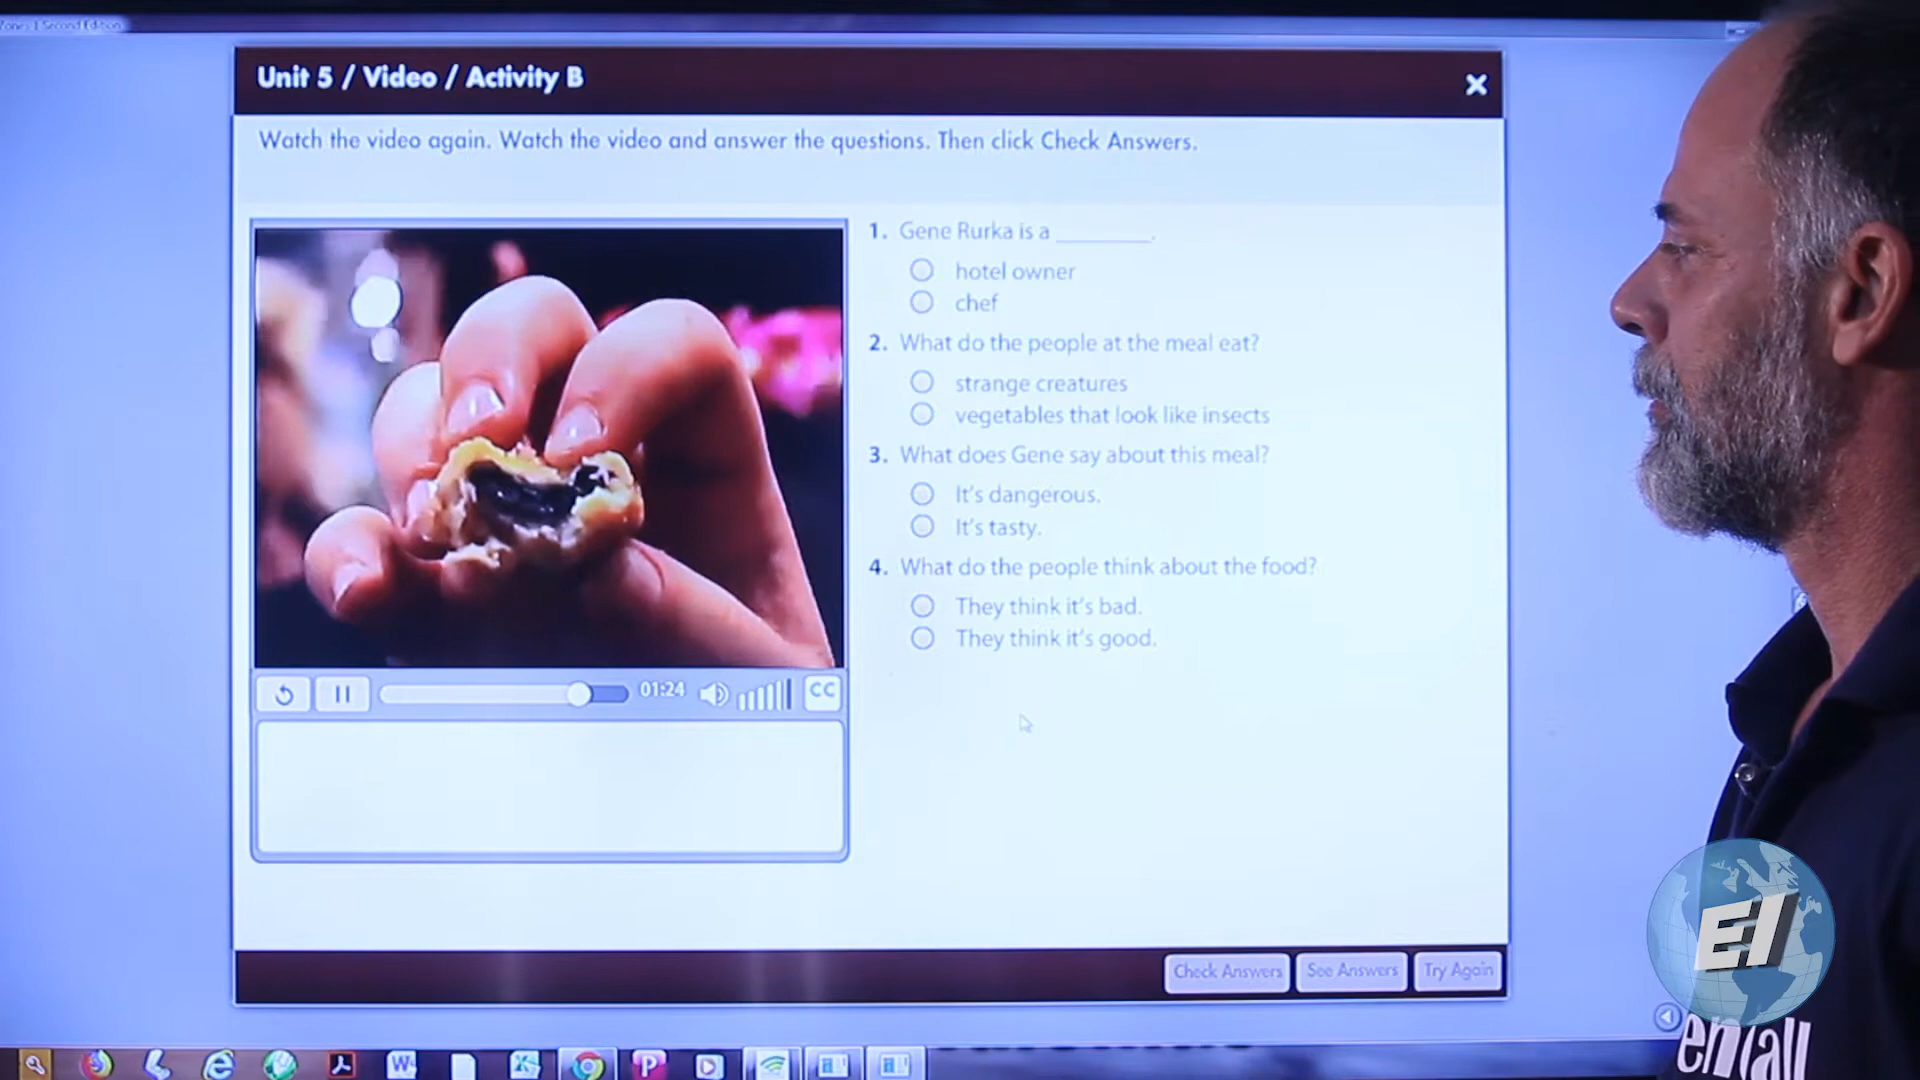 Second Edition
Unit 5 / Video / Activity B
Watch the video again. Watch the video and answer the questions. Then click Check Answers.
1. Gene Rurka is a ________.
hotel owner
chef
2. What do the people at the meal eat?
strange creatures
vegetables that look like insects
3. What does Gene say about this meal?
It's dangerous.
It's tasty.
4. What do the people think about the food?
They think it's bad.
They think it's good.
01:24
CC
Check Answers
See Answers
Try Again
EI